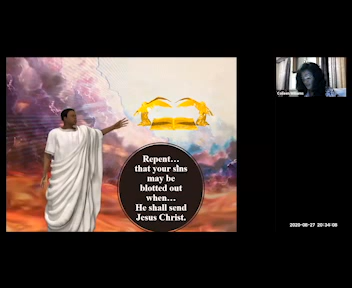 Repent...
that your sins
may be
blotted out
when...
He shall send
Jesus Christ.
2020-08-27 20:34:08